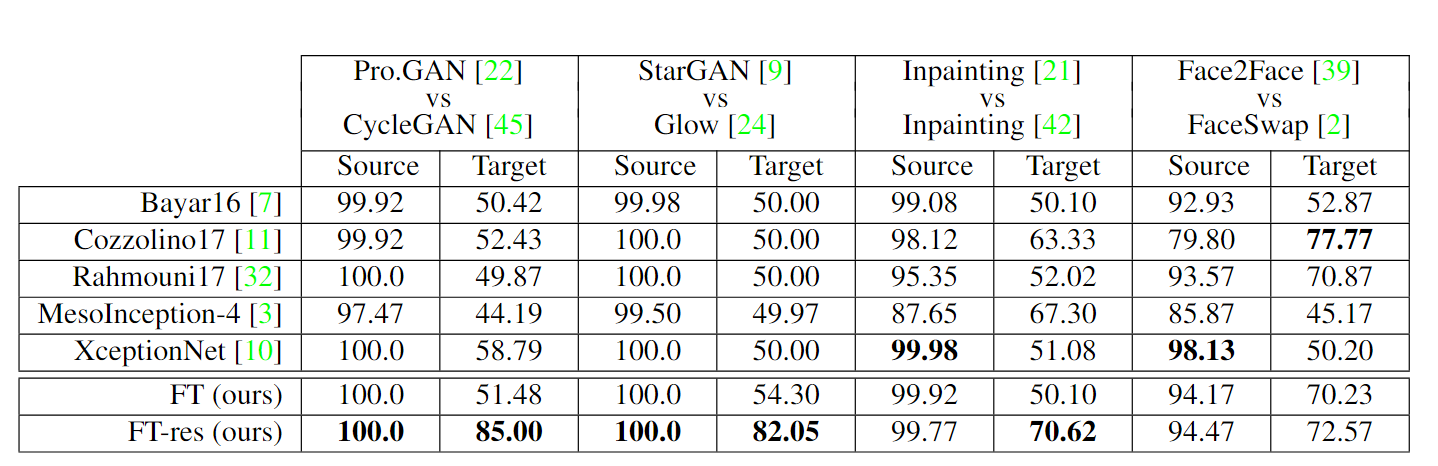 Pro.GAN [22] StarGAN [9] Inpainting [21] Face2Face [39]
vs vs vs vs
CycleGAN [45] Glow [24] Inpainting [42] FaceSwap [2]
Source Target Source Target Source Target Source Target
Bayar16 [7] 99.92 50.42 99.98 50.00 99.08 50.10 92.93 52.87
Cozzolino17 [11] 99.92 52.43 100.0 50.00 98.12 63.33 79.80 77.77
Rahmouni17 [32] 100.0 49.87 100.0 50.00 95.35 52.02 93.57 70.87
MesoInception-4 [3] 97.47 44.19 99.50 49.97 87.65 67.30 85.87 45.17
XceptionNet [10] 100.0 58.79 100.0 50.00 99.98 51.08 98.13 50.20
FT (ours) 100.0 51.48 100.0 54.30 99.92 50.10 94.17 70.23
FT-res (ours) 100.0 85.00 100.0 82.05 99.77 70.62 94.47 72.57